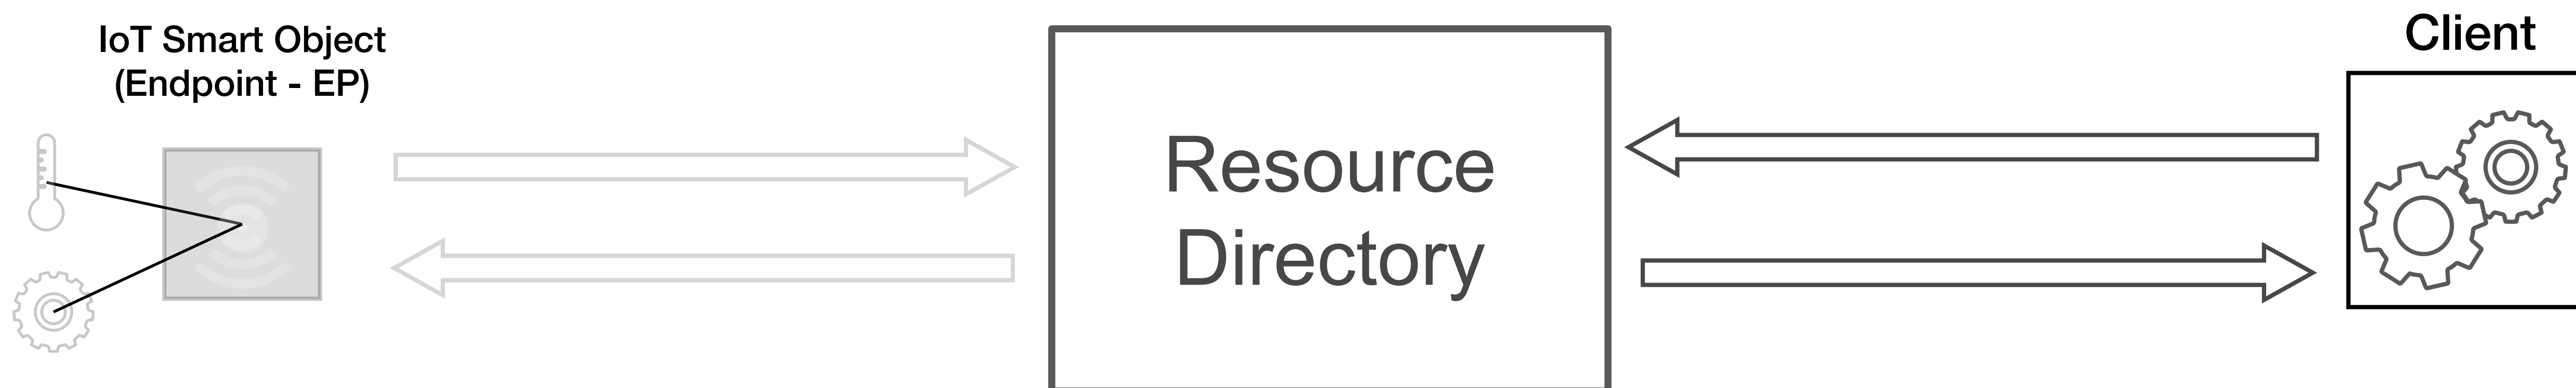 IoT Smart Object
(Endpoint - EP)
Resource
Directory
Client